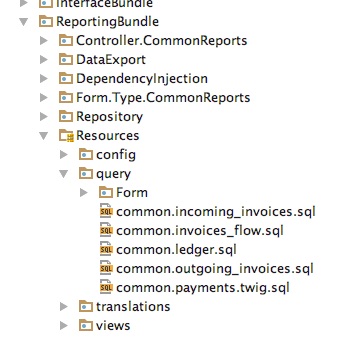 InterfaceBundle
ReportingBundle
Controller.CommonReports
DataExport
DependencyInjection
Form.Type.CommonReports
Repository
Resources
config
query
Form
SQL common.incoming_invoices.sql
SQL common.invoices_flow.sql
SQL common.ledger.sql
SQL common.outgoing_invoices.sql
SQL common.payments.twig.sql
translations
views